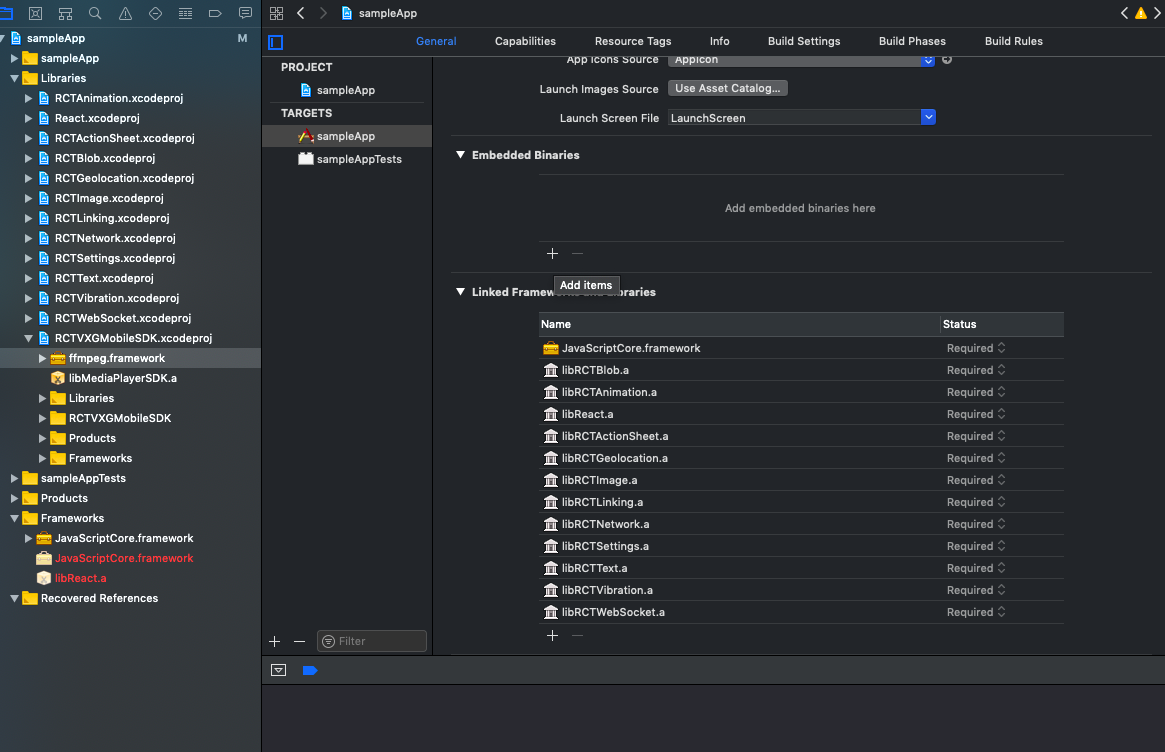 sampleApp
sampleApp M
sampleApp
Libraries
RCTAnimation.xcodeproj
React.xcodeproj
RCTActionSheet.xcodeproj
RCTBlob.xcodeproj
RCTGeolocation.xcodeproj
RCTImage.xcodeproj
RCTLinking.xcodeproj
RCTNetwork.xcodeproj
RCTSettings.xcodeproj
RCTText.xcodeproj
RCTVibration.xcodeproj
RCTWebSocket.xcodeproj
RCTVXGMobileSDK.xcodeproj
ffmpeg.framework
libMediaPlayerSDK.a
Libraries
RCTVXGMobileSDK
Products
Frameworks
sampleAppTests
Products
Frameworks
JavaScriptCore.framework
JavaScriptCore.framework
libReact.a
Recovered References
General Capabilities Resource Tags Info Build Settings Build Phases Build Rules
PROJECT
sampleApp
TARGETS
sampleApp
sampleAppTests
Filter
App Icons Source AppIcon
Launch Images Source Use Asset Catalog...
Launch Screen File LaunchScreen
Embedded Binaries
Add embedded binaries here
Add items
Linked Frameworks and Libraries
Name Status
JavaScriptCore.framework Required
libRCTBlob.a Required
libRCTAnimation.a Required
libReact.a Required
libRCTActionSheet.a Required
libRCTGeolocation.a Required
libRCTImage.a Required
libRCTLinking.a Required
libRCTNetwork.a Required
libRCTSettings.a Required
libRCTText.a Required
libRCTVibration.a Required
libRCTWebSocket.a Required